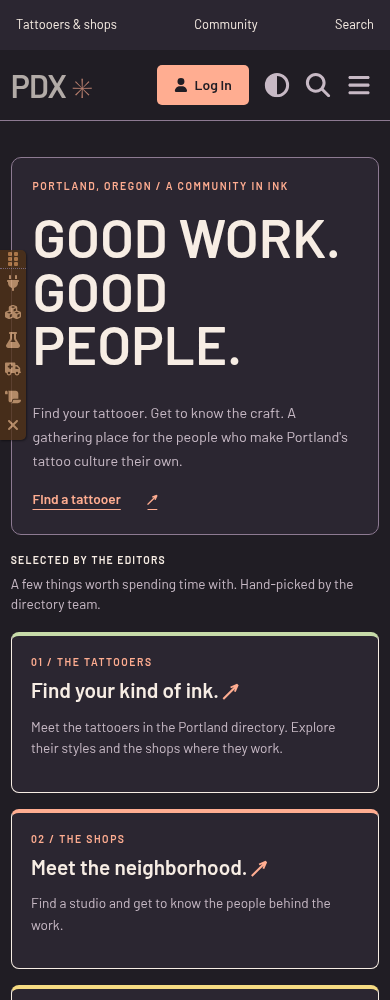 Tattooers & shops Community Search
PDX Log In
PORTLAND, OREGON / A COMMUNITY IN INK
GOOD WORK.
GOOD
PEOPLE.
Find your tattooer. Get to know the craft. A
gathering place for the people who make Portland's
tattoo culture their own.
Find a tattooer
SELECTED BY THE EDITORS
A few things worth spending time with. Hand-picked by the
directory team.
01 / THE TATTOOERS
Find your kind of ink.
Meet the tattooers in the Portland directory. Explore
their styles and the shops where they work.
02 / THE SHOPS
Meet the neighborhood.
Find a studio and get to know the people behind the
work.